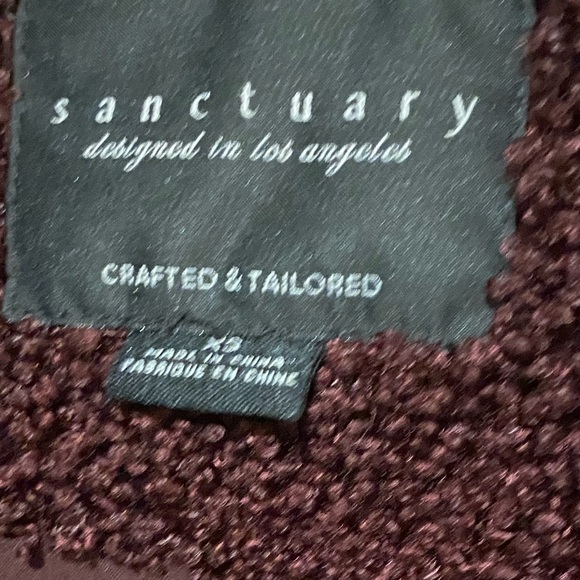 sanctuary
designed in los angeles
CRAFTED & TAILORED
XS
MADE IN CHINA
FABRIQUE EN CHINE